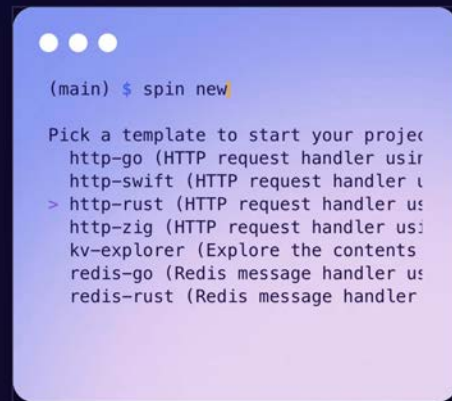 (main) $ spin new
Pick a template to start your projec
http-go (HTTP request handler usin
http-swift (HTTP request handler u
> http-rust (HTTP request handler us
http-zig (HTTP request handler usi
kv-explorer (Explore the contents
redis-go (Redis message handler us
redis-rust (Redis message handler